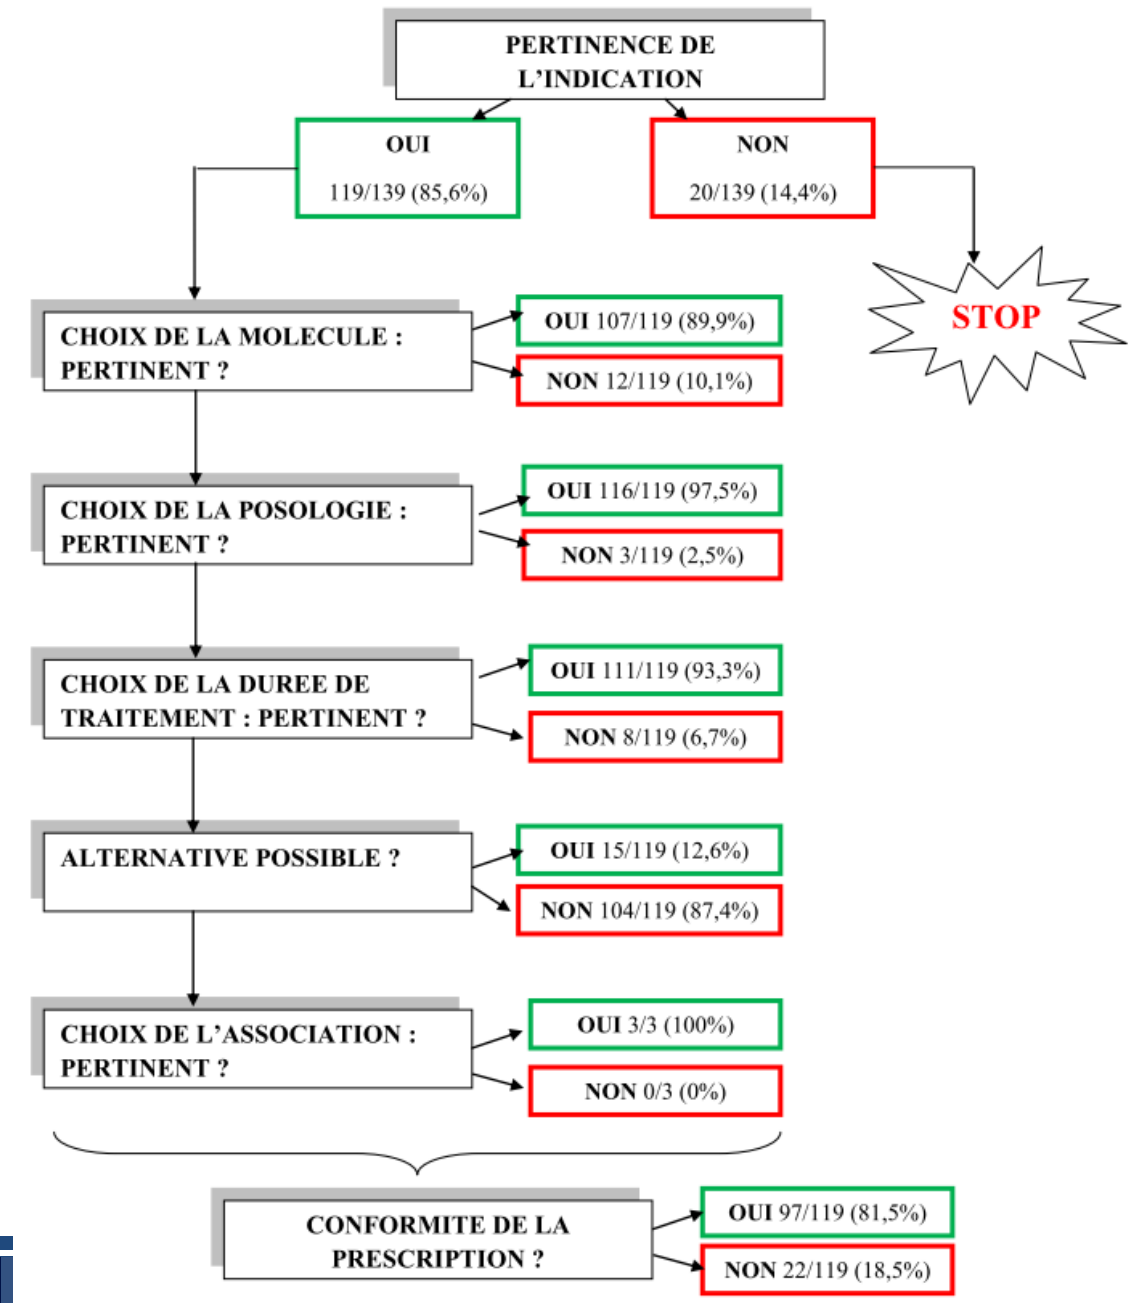 PERTINENCE DE
L'INDICATION
OUI
119/139 (85,6%)
NON
20/139 (14,4%)
STOP
CHOIX DE LA MOLECULE :
PERTINENT ?
OUI 107/119 (89,9%)
NON 12/119 (10,1%)
CHOIX DE LA POSOLOGIE :
PERTINENT ?
OUI 116/119 (97,5%)
NON 3/119 (2,5%)
CHOIX DE LA DUREE DE
TRAITEMENT : PERTINENT ?
OUI 111/119 (93,3%)
NON 8/119 (6,7%)
ALTERNATIVE POSSIBLE ?
OUI 15/119 (12,6%)
NON 104/119 (87,4%)
CHOIX DE L'ASSOCIATION :
PERTINENT ?
OUI 3/3 (100%)
NON 0/3 (0%)
CONFORMITE DE LA
PRESCRIPTION ?
OUI 97/119 (81,5%)
NON 22/119 (18,5%)